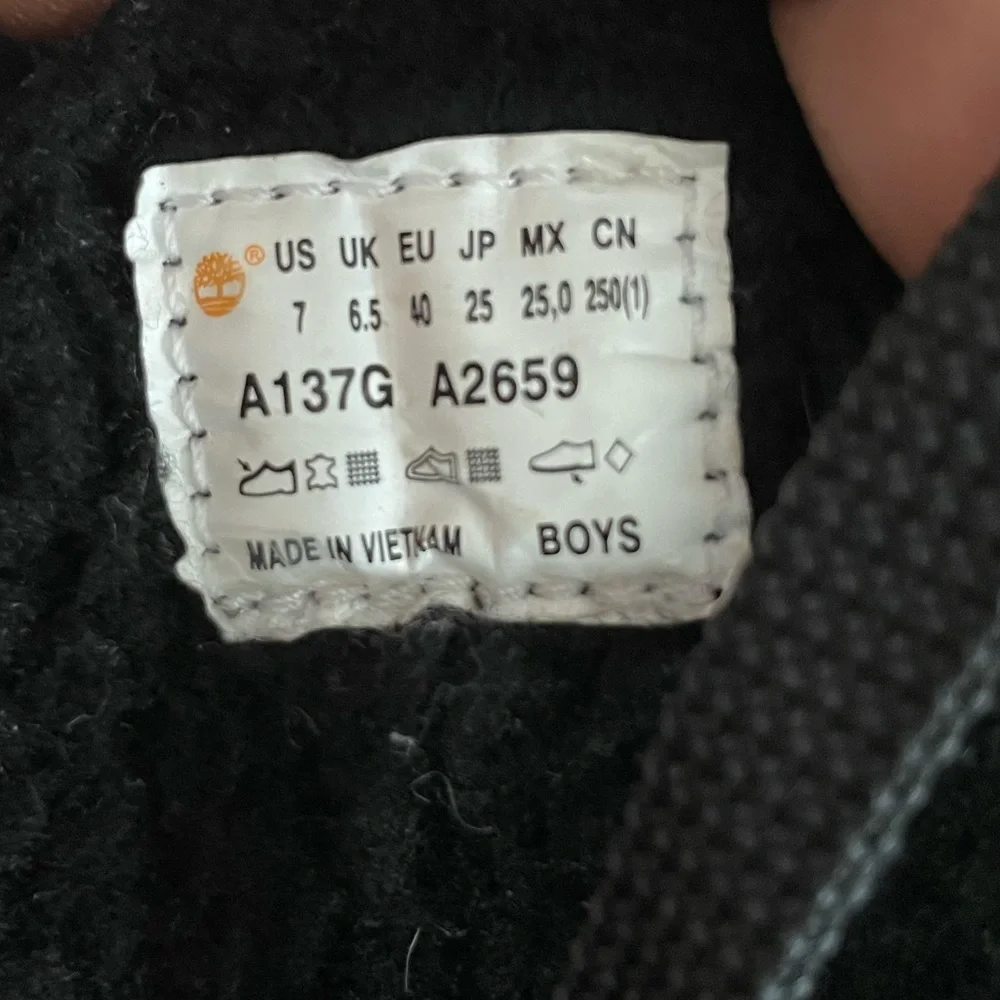 ® US UK EU JP MX CN
7 6.5 40 25 25,0 250(1)
A137G A2659
MADE IN VIETNAM BOYS